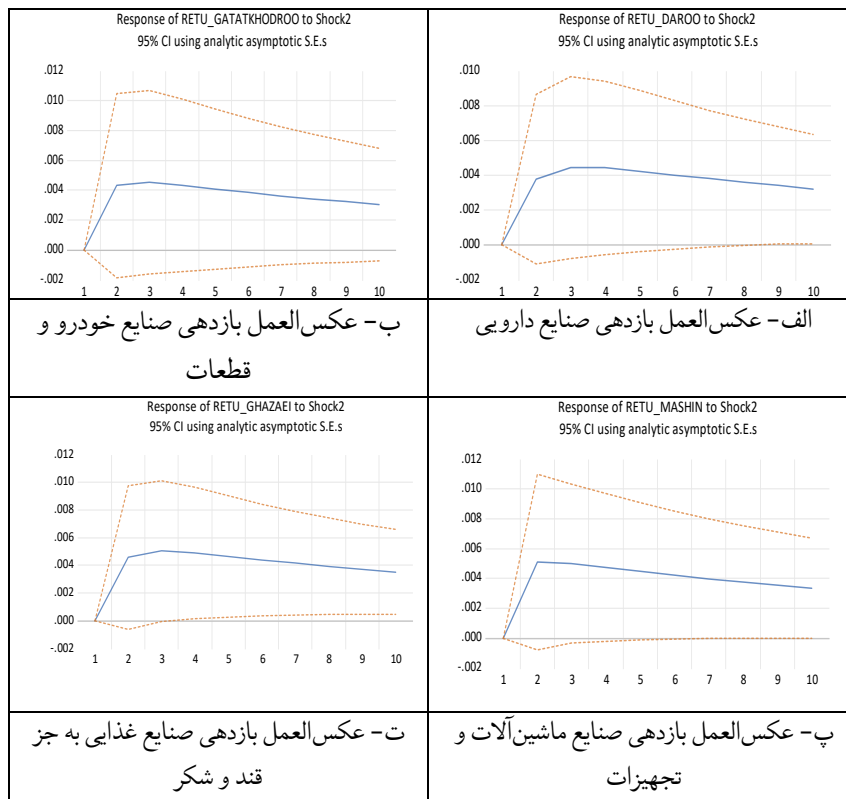 Response of RETU_GATATKHODROO to Shock2
95% CI using analytic asymptotic S.E.s
.012
.010
.008
.006
.004
.002
.000
-.002
1 2 3 4 5 6 7 8 9 10
ب- عکس‌العمل بازدهی صنایع خودرو و
قطعات
Response of RETU_DAROO to Shock2
95% CI using analytic asymptotic S.E.s
.010
.008
.006
.004
.002
.000
-.002
1 2 3 4 5 6 7 8 9 10
الف- عکس‌العمل بازدهی صنایع دارویی
Response of RETU_GHAZAEI to Shock2
95% CI using analytic asymptotic S.E.s
.012
.010
.008
.006
.004
.002
.000
-.002
1 2 3 4 5 6 7 8 9 10
ت- عکس‌العمل بازدهی صنایع غذایی به جز
قند و شکر
Response of RETU_MASHIN to Shock2
95% CI using analytic asymptotic S.E.s
.012
.010
.008
.006
.004
.002
.000
-.002
1 2 3 4 5 6 7 8 9 10
پ- عکس‌العمل بازدهی صنایع ماشین‌آلات و
تجهیزات